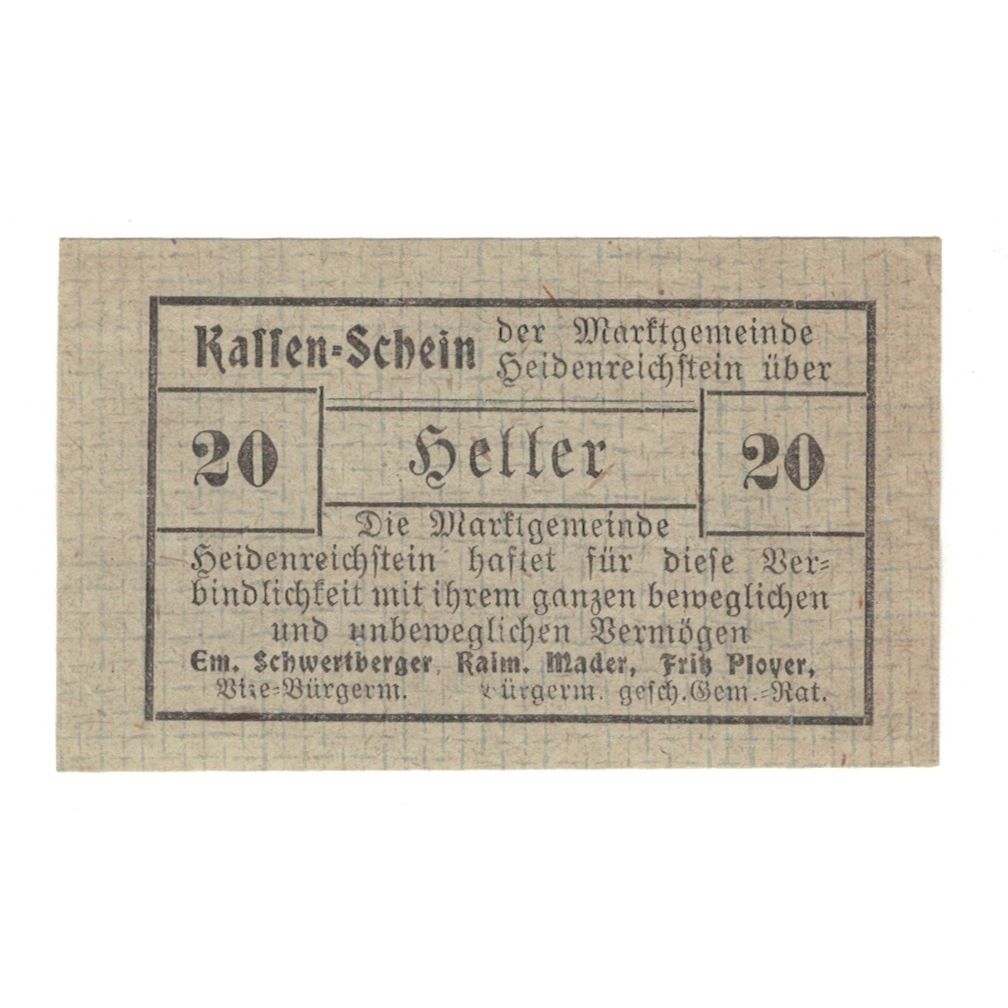 Kassen-Schein der Marktgemeinde
Heidenreichstein über
20 Heller 20
Die Marktgemeinde
Heidenreichstein haftet für diese Ver-
bindlichkeit mit ihrem ganzen beweglichen
und unbeweglichen Vermögen
Em. Schwertberger, Raim. Mader, Fritz Ployer,
Vize-Bürgerm. Bürgerm. gesch. Gem.-Rat.